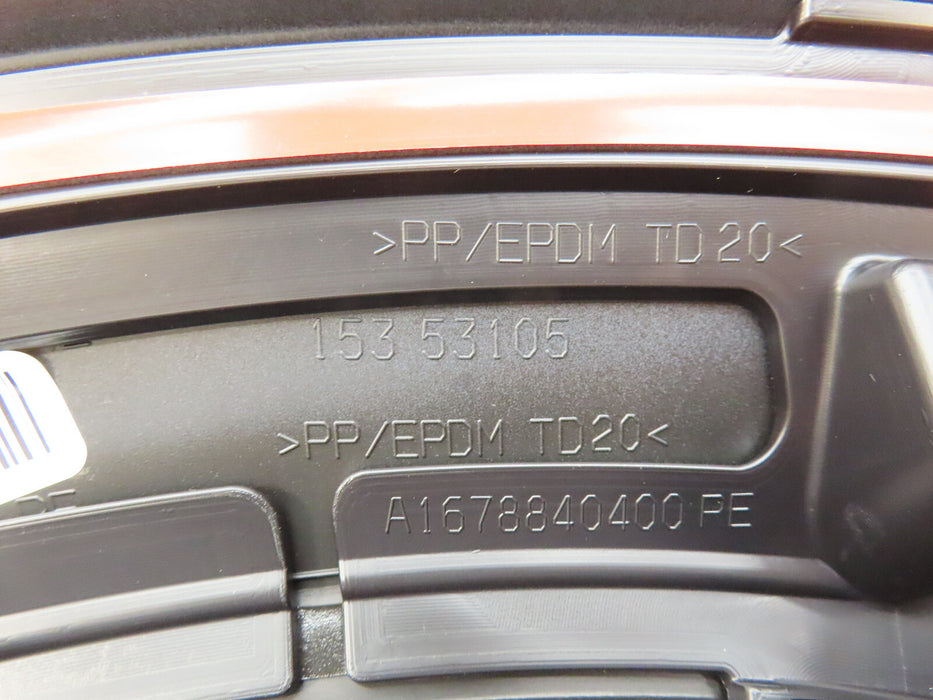 >PP/EPDM TD20<
153 53105
>PP/EPDM TD20<
A1678840400 PE